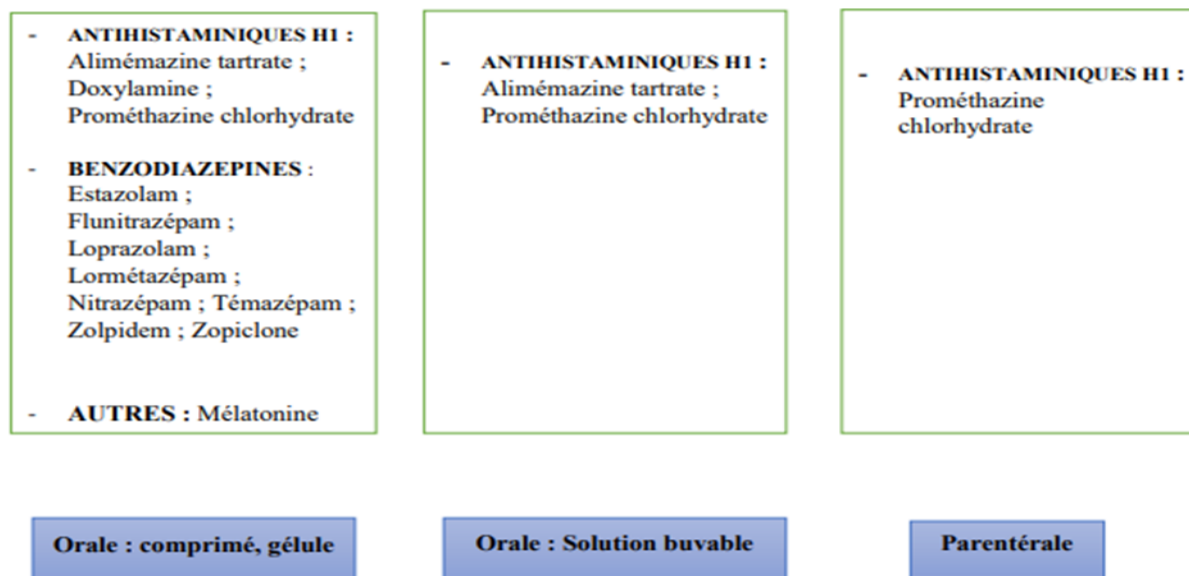 - ANTIHISTAMINIQUES H1 :
Alimémazine tartrate ;
Doxylamine ;
Prométhazine chlorhydrate
- BENZODIAZEPINES :
Estazolam ;
Flunitrazépam ;
Loprazolam ;
Lormétazépam ;
Nitrazépam ; Témazépam ;
Zolpidem ; Zopiclone
- AUTRES : Mélatonine
- ANTIHISTAMINIQUES H1 :
Alimémazine tartrate ;
Prométhazine chlorhydrate
- ANTIHISTAMINIQUES H1 :
Prométhazine
chlorhydrate
Orale : comprimé, gélule
Orale : Solution buvable
Parentérale